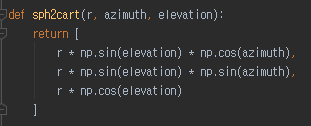 def sph2cart(r, azimuth, elevation):
    return [
        r * np.sin(elevation) * np.cos(azimuth),
        r * np.sin(elevation) * np.sin(azimuth),
        r * np.cos(elevation)
    ]